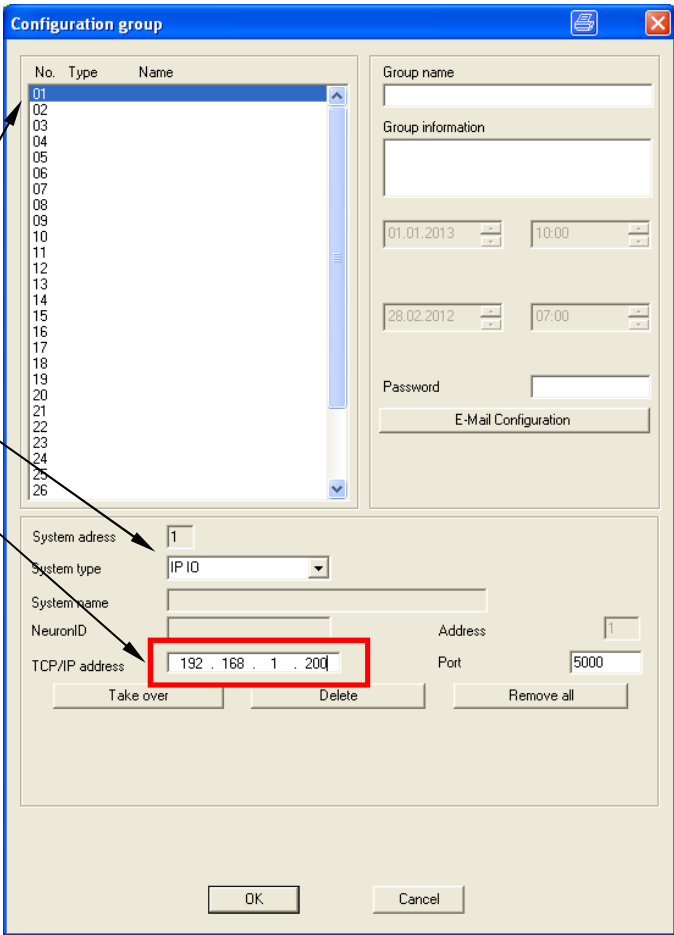 Configuration group
No. Type Name
01
02
03
04
05
06
07
08
09
10
11
12
13
14
15
16
17
18
19
20
21
22
23
24
25
26
Group name
Group information
01.01.2013 10:00
28.02.2012 07:00
Password
E-Mail Configuration
System adress 1
System type IP IO
System name
NeuronID Address 1
TCP/IP address 192 . 168 . 1 . 200 Port 5000
Take over Delete Remove all
OK Cancel